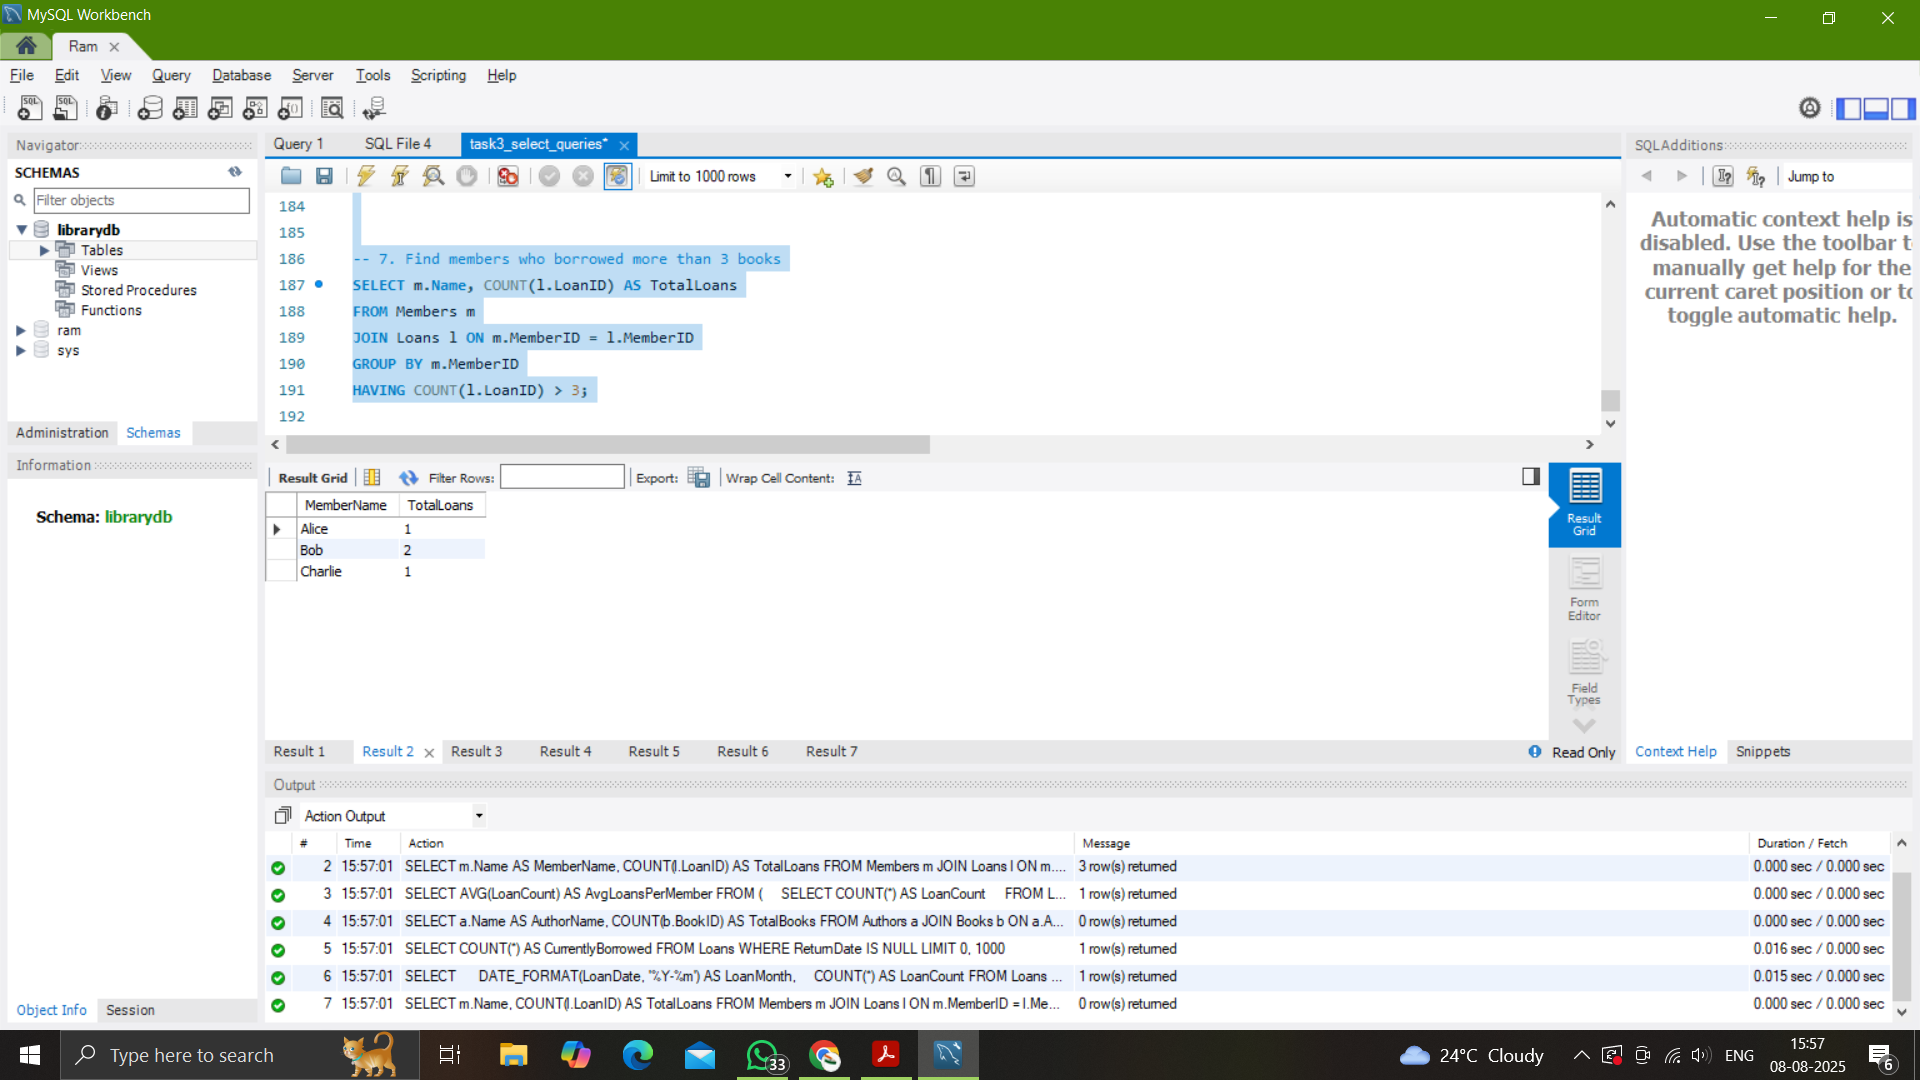 MySQL Workbench
Ram
File Edit View Query Database Server Tools Scripting Help
Navigator
SCHEMAS
Filter objects
librarydb
Tables
Views
Stored Procedures
Functions
ram
sys
Administration Schemas
Information
Schema: librarydb
Object Info Session
Query 1 SQL File 4 task3_select_queries*
Limit to 1000 rows
184
185
186 -- 7. Find members who borrowed more than 3 books
187 SELECT m.Name, COUNT(l.LoanID) AS TotalLoans
188 FROM Members m
189 JOIN Loans l ON m.MemberID = l.MemberID
190 GROUP BY m.MemberID
191 HAVING COUNT(l.LoanID) > 3;
192
Result Grid Filter Rows: Export: Wrap Cell Content:
MemberName TotalLoans
Alice 1
Bob 2
Charlie 1
Result Grid
Form Editor
Field Types
Result 1 Result 2 Result 3 Result 4 Result 5 Result 6 Result 7
Read Only
SQLAdditions
Jump to
Automatic context help is
disabled. Use the toolbar t
manually get help for the
current caret position or to
toggle automatic help.
Context Help Snippets
Output
Action Output
# Time Action Message Duration / Fetch
2 15:57:01 SELECT m.Name AS MemberName, COUNT(l.LoanID) AS TotalLoans FROM Members m JOIN Loans l ON m.... 3 row(s) returned 0.000 sec / 0.000 sec
3 15:57:01 SELECT AVG(LoanCount) AS AvgLoansPerMember FROM ( SELECT COUNT(*) AS LoanCount FROM L... 1 row(s) returned 0.000 sec / 0.000 sec
4 15:57:01 SELECT a.Name AS AuthorName, COUNT(b.BookID) AS TotalBooks FROM Authors a JOIN Books b ON a.A... 0 row(s) returned 0.000 sec / 0.000 sec
5 15:57:01 SELECT COUNT(*) AS CurrentlyBorrowed FROM Loans WHERE ReturnDate IS NULL LIMIT 0, 1000 1 row(s) returned 0.016 sec / 0.000 sec
6 15:57:01 SELECT DATE_FORMAT(LoanDate, '%Y-%m') AS LoanMonth, COUNT(*) AS LoanCount FROM Loans ... 1 row(s) returned 0.015 sec / 0.000 sec
7 15:57:01 SELECT m.Name, COUNT(l.LoanID) AS TotalLoans FROM Members m JOIN Loans l ON m.MemberID = l.Me... 0 row(s) returned 0.000 sec / 0.000 sec
Type here to search
33
24°C Cloudy
ENG
15:57
08-08-2025
6